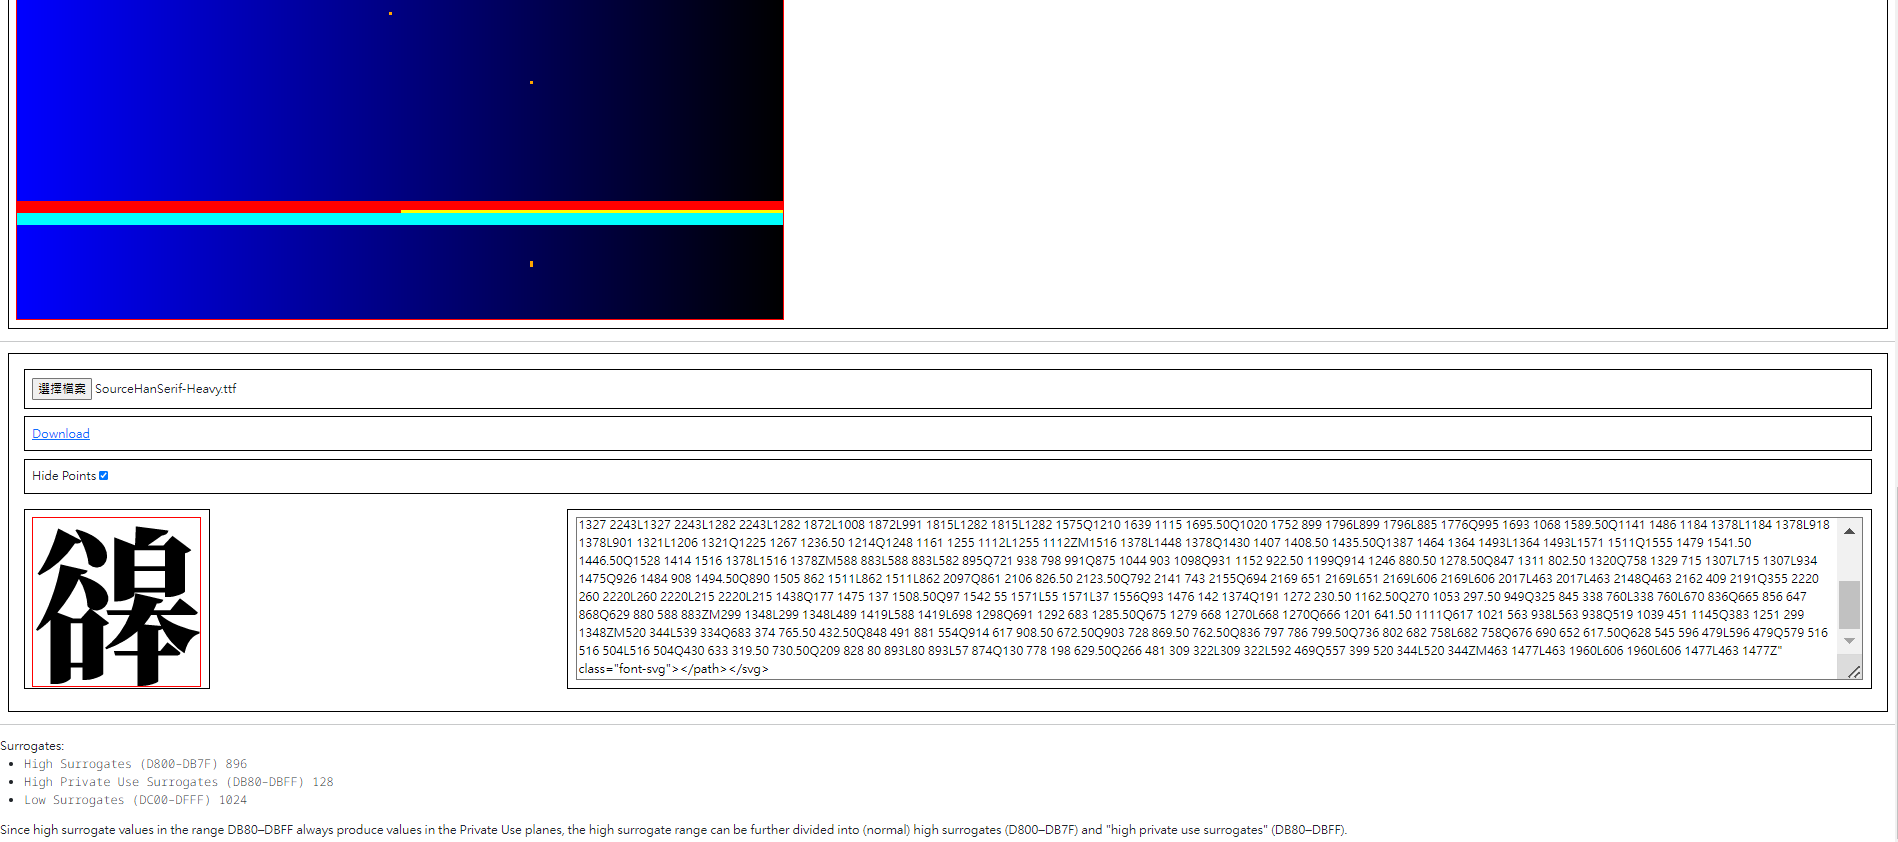 選擇檔案 SourceHanSerif-Heavy.ttf
Download
Hide Points
1327 2243L1327 2243L1282 2243L1282 1872L1008 1872L991 1815L1282 1815L1282 1575Q1210 1639 1115 1695.50Q1020 1752 899 1796L899 1796L885 1776Q995 1693 1068 1589.50Q1141 1486 1184 1378L1184 1378L918
1378L901 1321L1206 1321Q1225 1267 1236.50 1214Q1248 1161 1255 1112L1255 1112ZM1516 1378L1448 1378Q1430 1407 1408.50 1435.50Q1387 1464 1364 1493L1364 1493L1571 1511Q1555 1479 1541.50
1446.50Q1528 1414 1516 1378L1516 1378ZM588 883L588 883L582 895Q721 938 798 991Q875 1044 903 1098Q931 1152 922.50 1199Q914 1246 880.50 1278.50Q847 1311 802.50 1320Q758 1329 715 1307L715 1307L934
1475Q926 1484 908 1494.50Q890 1505 862 1511L862 1511L862 2097Q861 2106 826.50 2123.50Q792 2141 743 2155Q694 2169 651 2169L651 2169L606 2169L606 2017L463 2017L463 2148Q463 2162 409 2191Q355 2220
260 2220L260 2220L215 2220L215 1438Q177 1475 137 1508.50Q97 1542 55 1571L55 1571L37 1556Q93 1476 142 1374Q191 1272 230.50 1162.50Q270 1053 297.50 949Q325 845 338 760L338 760L670 836Q665 856 647
868Q629 880 588 883ZM299 1348L299 1348L489 1419L588 1419L698 1298Q691 1292 683 1285.50Q675 1279 668 1270L668 1270Q666 1201 641.50 1111Q617 1021 563 938L563 938Q519 1039 451 1145Q383 1251 299
1348ZM520 344L539 334Q683 374 765.50 432.50Q848 491 881 554Q914 617 908.50 672.50Q903 728 869.50 762.50Q836 797 786 799.50Q736 802 682 758L682 758Q676 690 652 617.50Q628 545 596 479L596 479Q579 516
516 504L516 504Q430 633 319.50 730.50Q209 828 80 893L80 893L57 874Q130 778 198 629.50Q266 481 309 322L309 322L592 469Q557 399 520 344L520 344ZM463 1477L463 1960L606 1960L606 1477L463 1477Z"
class="font-svg"></path></svg>
Surrogates:
High Surrogates (D800–DB7F) 896
High Private Use Surrogates (DB80–DBFF) 128
Low Surrogates (DC00–DFFF) 1024
Since high surrogate values in the range DB80–DBFF always produce values in the Private Use planes, the high surrogate range can be further divided into (normal) high surrogates (D800–DB7F) and "high private use surrogates" (DB80–DBFF).